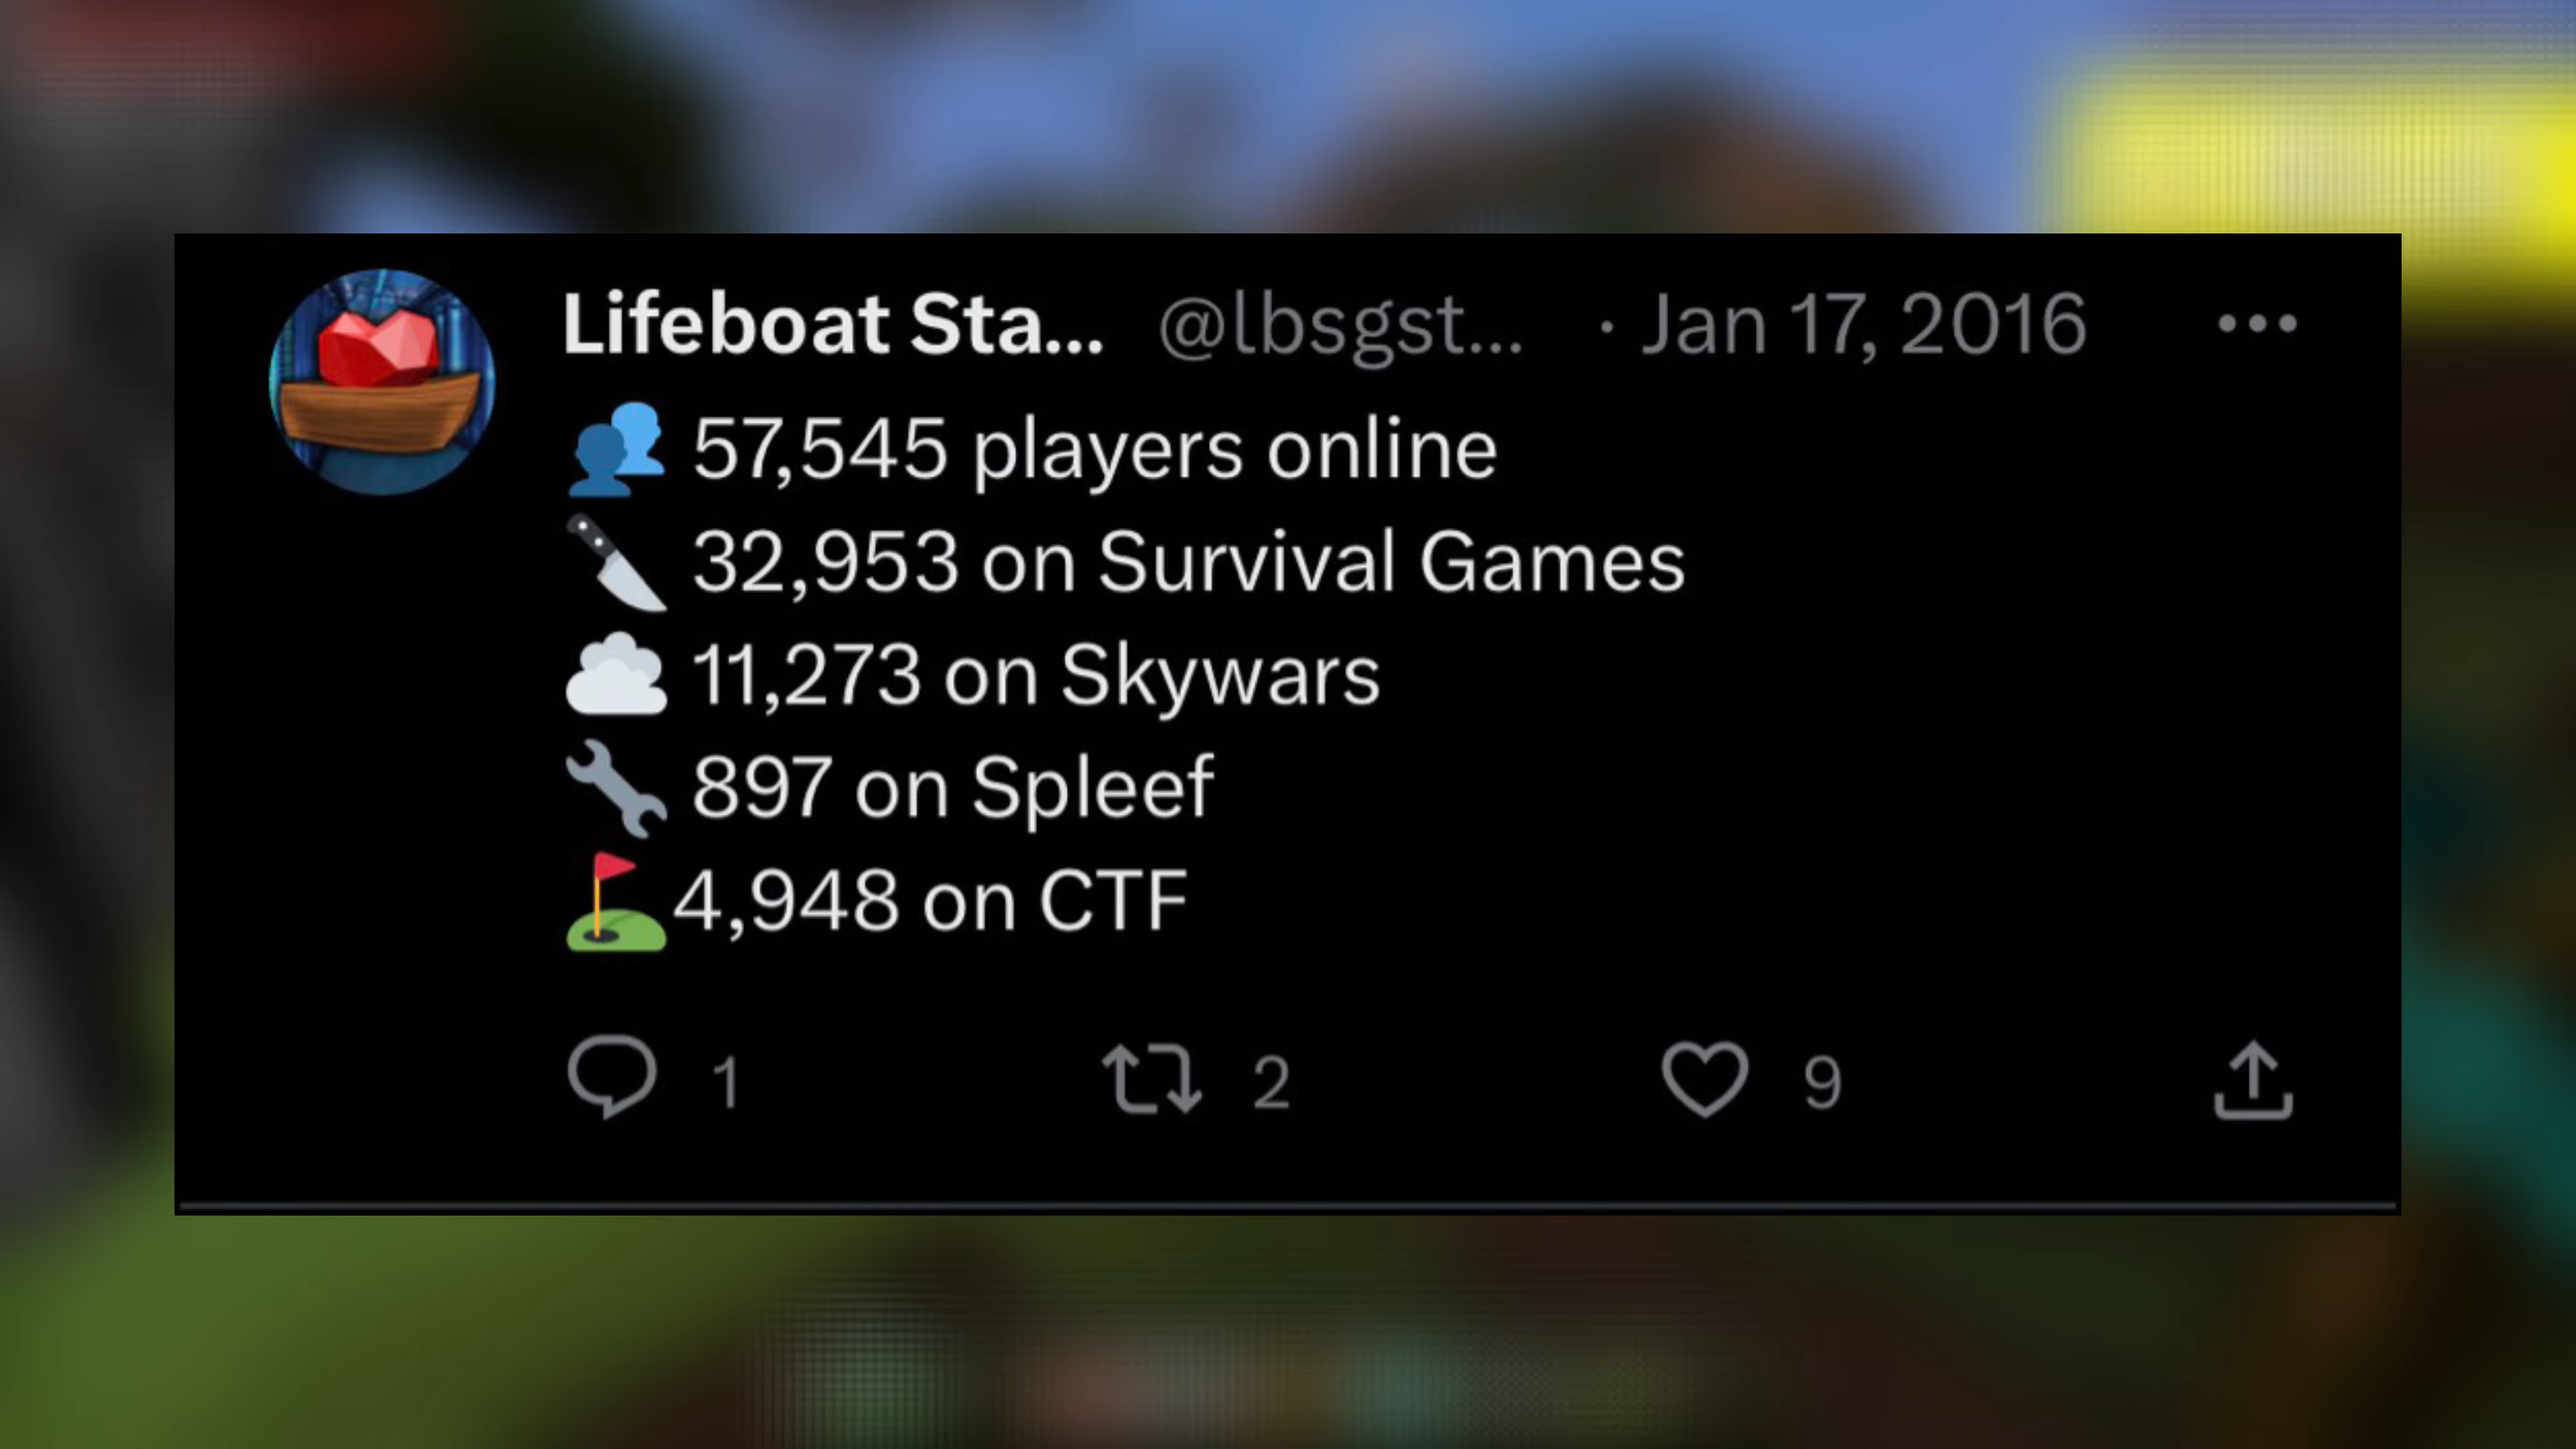 Lifeboat Sta... @lbsgst... · Jan 17, 2016
👥 57,545 players online
🔪 32,953 on Survival Games
☁️ 11,273 on Skywars
🔧 897 on Spleef
⛳4,948 on CTF
1 2 9